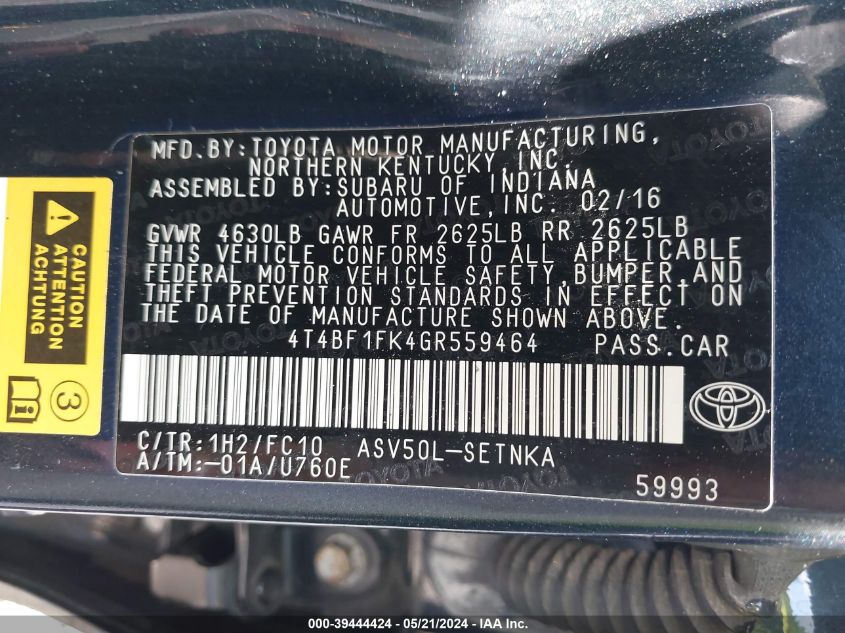 MFD.BY:TOYOTA MOTOR MANUFACTURING,
NORTHERN KENTUCKY, INC.
ASSEMBLED BY:SUBARU OF INDIANA
AUTOMOTIVE,INC. 02/16
GVWR 4630LB GAWR FR 2625LB RR 2625LB
THIS VEHICLE CONFORMS TO ALL APPLICABLE
FEDERAL MOTOR VEHICLE SAFETY,BUMPER,AND
THEFT PREVENTION STANDARDS IN EFFECT ON
THE DATE OF MANUFACTURE SHOWN ABOVE.
4T4BF1FK4GR559464 PASS.CAR
C/TR:1H2/FC10 ASV50L-SETNKA
A/TM:-01A/U760E
59993
CAUTION
ATTENTION
ACHTUNG
3
000-39444424 / 05/21/2024 / IAA Inc.